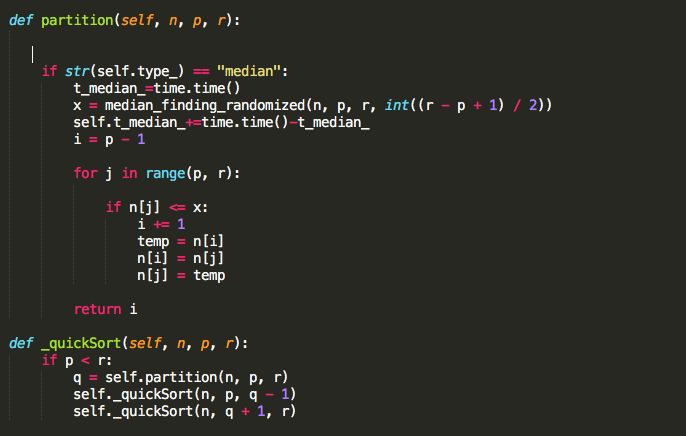 def partition(self, n, p, r):
if str(self.type_) == "median":
t_median_=time.time()
x = median_finding_randomized(n, p, r, int((r - p + 1) / 2))
self.t_median_+=time.time()-t_median_
i = p - 1
for j in range(p, r):
if n[j] <= x:
i += 1
temp = n[i]
n[i] = n[j]
n[j] = temp
return i
def _quickSort(self, n, p, r):
if p < r:
q = self.partition(n, p, r)
self._quickSort(n, p, q - 1)
self._quickSort(n, q + 1, r)